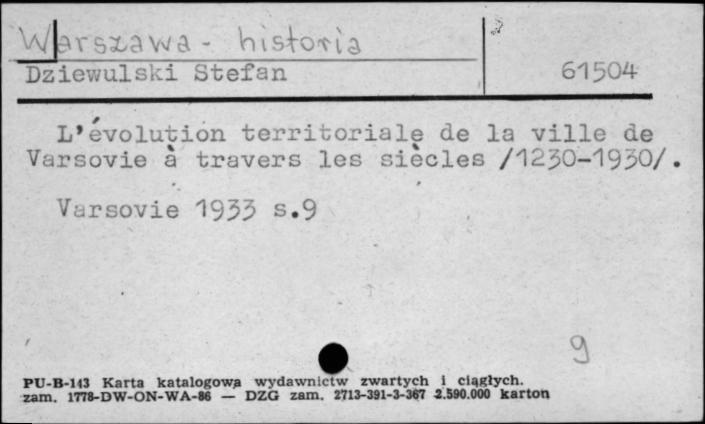 Warszawa - historia
Dziewulski Stefan 61504
L'évolution territoriale de la ville de
Varsovie à travers les siècles /1230-1930/.
Varsovie 1933 s.9
9
PU-B-143 Karta katalogowa wydawnictw zwartych i ciągłych.
zam. 1778-DW-ON-WA-86 — DZG zam. 2713-391-3-367 2.590.000 karton